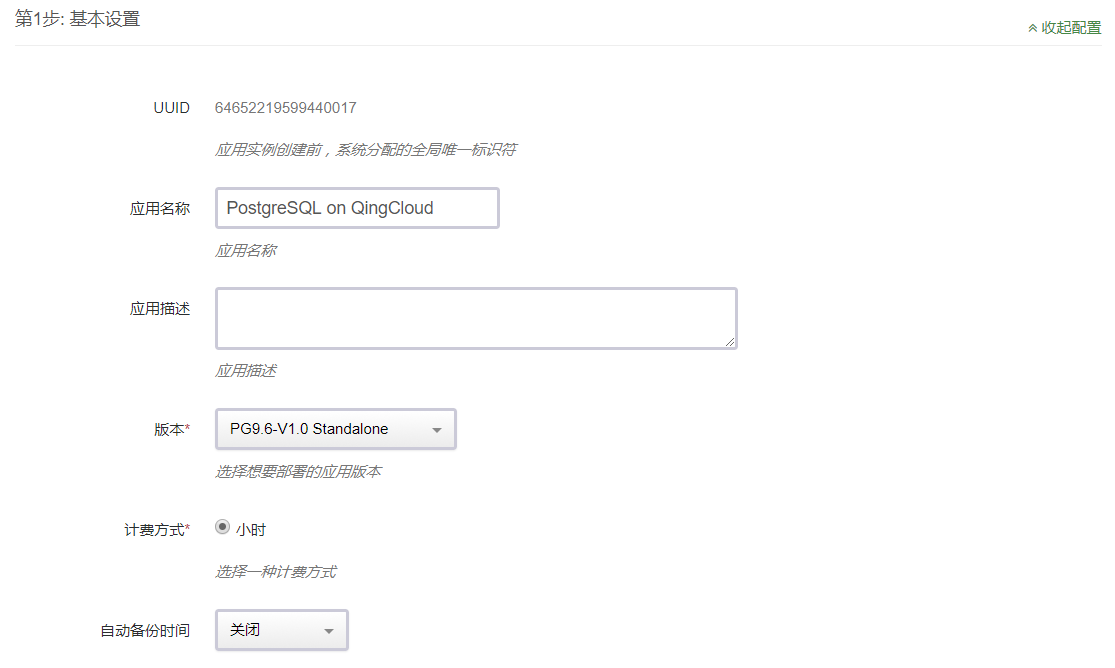 第1步: 基本设置
收起配置
UUID 64652219599440017
应用实例创建前，系统分配的全局唯一标识符
应用名称 PostgreSQL on QingCloud
应用名称
应用描述
应用描述
版本* PG9.6-V1.0 Standalone
选择想要部署的应用版本
计费方式* 小时
选择一种计费方式
自动备份时间 关闭